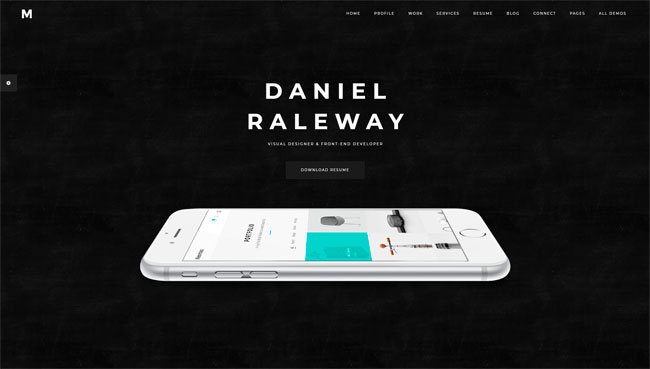 M
HOME PROFILE WORK SERVICES RESUME BLOG CONNECT PAGES ALL DEMOS
DANIEL
RALEWAY
VISUAL DESIGNER & FRONT-END DEVELOPER
DOWNLOAD RESUME
PORTFOLIO